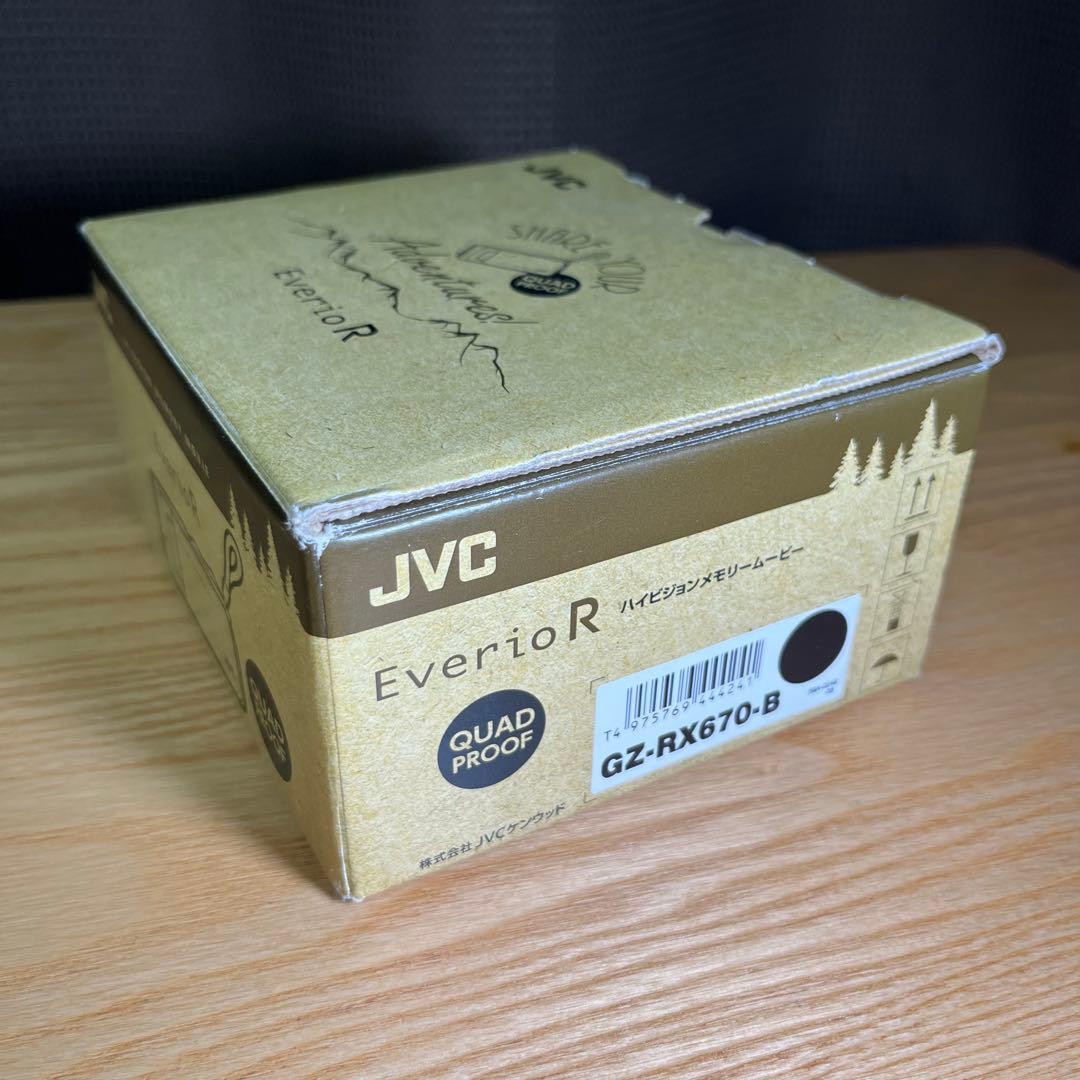 JVC
SHARE YOUR
QUAD
PROOF
Adventures!
Everio R
JVC
Everio R ハイビジョンメモリームービー
QUAD
PROOF
T4 975769 444241
GZ-RX670-B
株式会社 JVCケンウッド
QUAD
PROOF